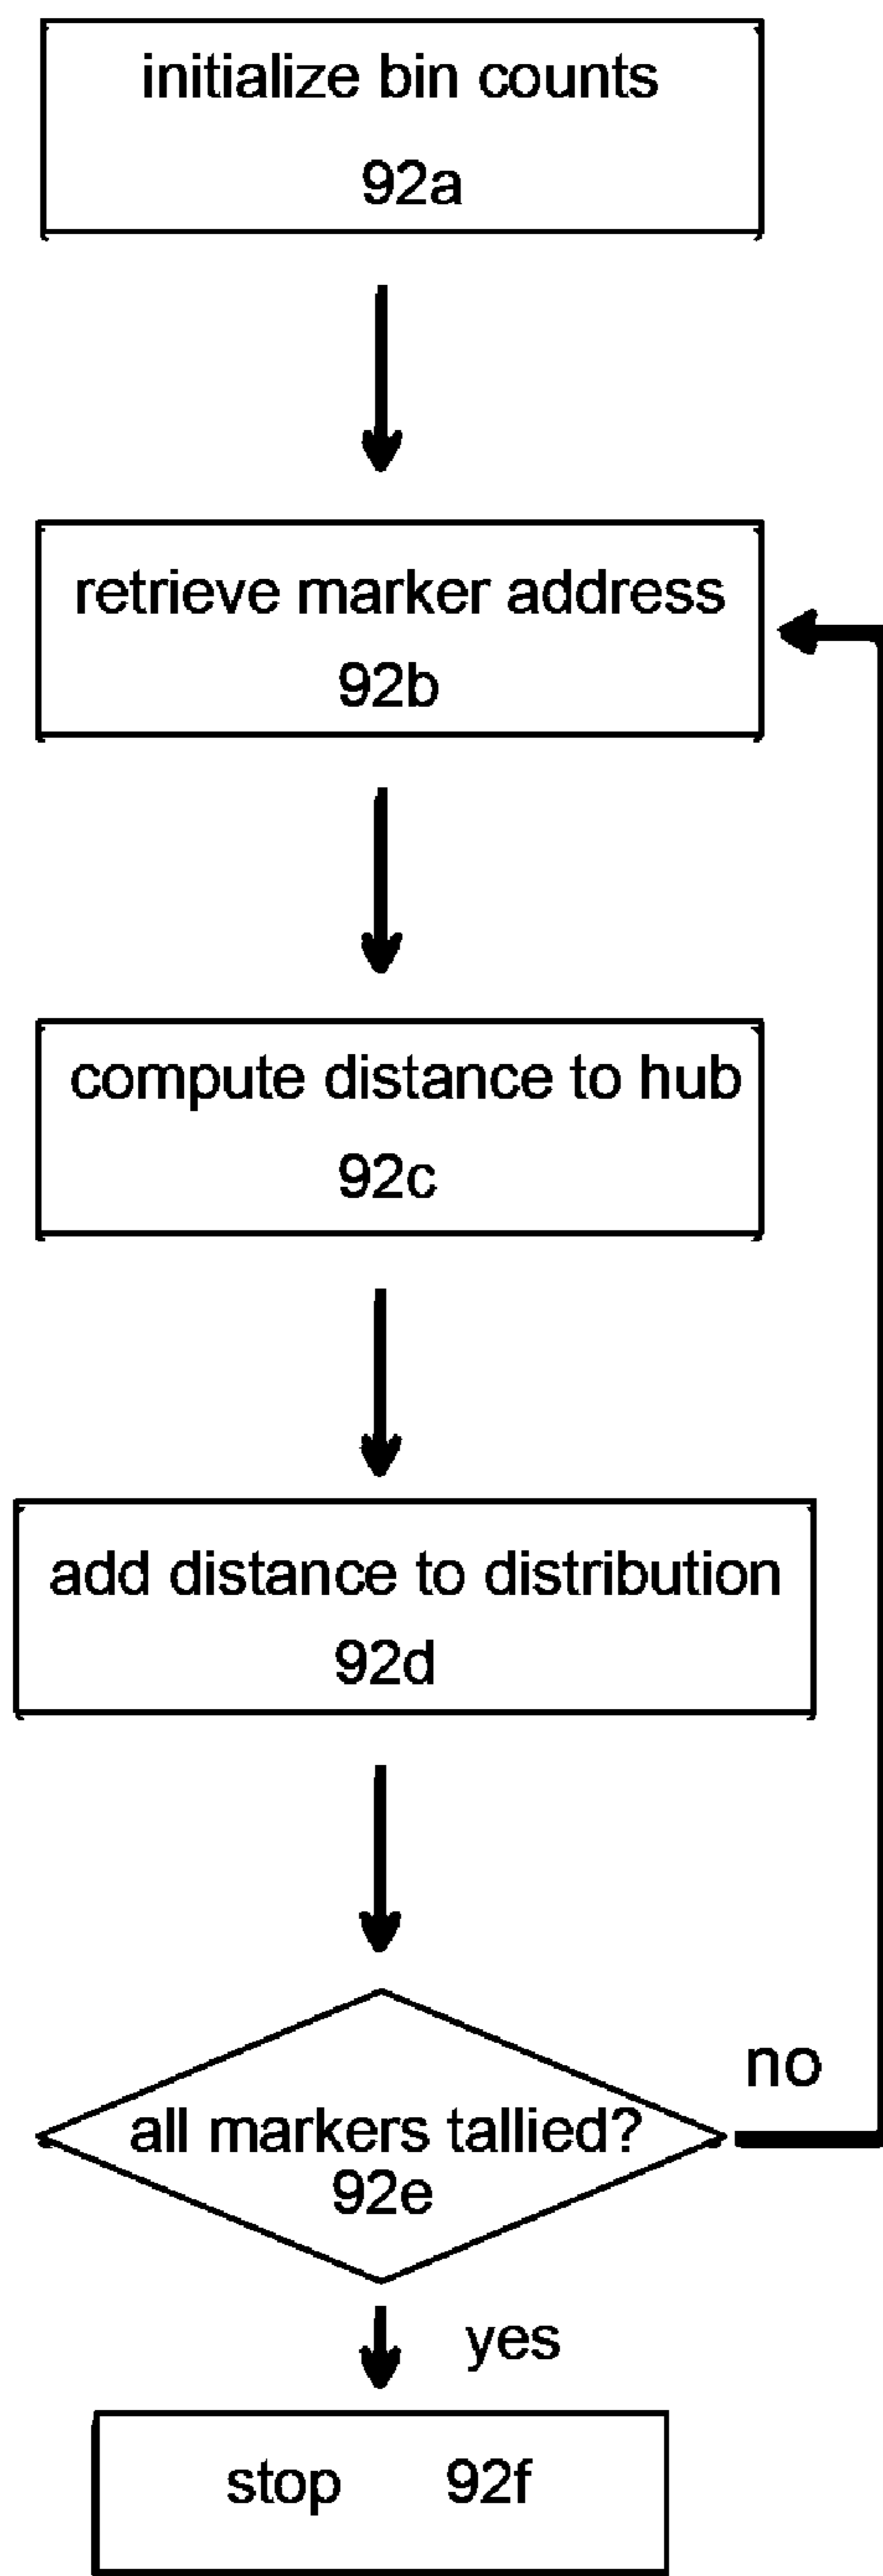 initialize bin counts
92a
retrieve marker address
92b
compute distance to hub
92c
add distance to distribution
92d
no
all markers tallied?
92e
yes
stop 92f